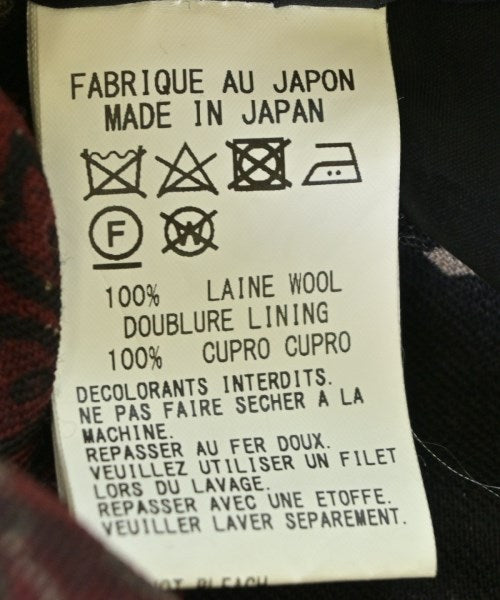 FABRIQUE AU JAPON
MADE IN JAPAN
F W
100% LAINE WOOL
DOUBLURE LINING
100% CUPRO CUPRO
DECOLORANTS INTERDITS.
NE PAS FAIRE SECHER A LA
MACHINE.
REPASSER AU FER DOUX.
VEUILLEZ UTILISER UN FILET
LORS DU LAVAGE.
REPASSER AVEC UNE ETOFFE.
VEUILLER LAVER SEPAREMENT.
NOT BLEACH